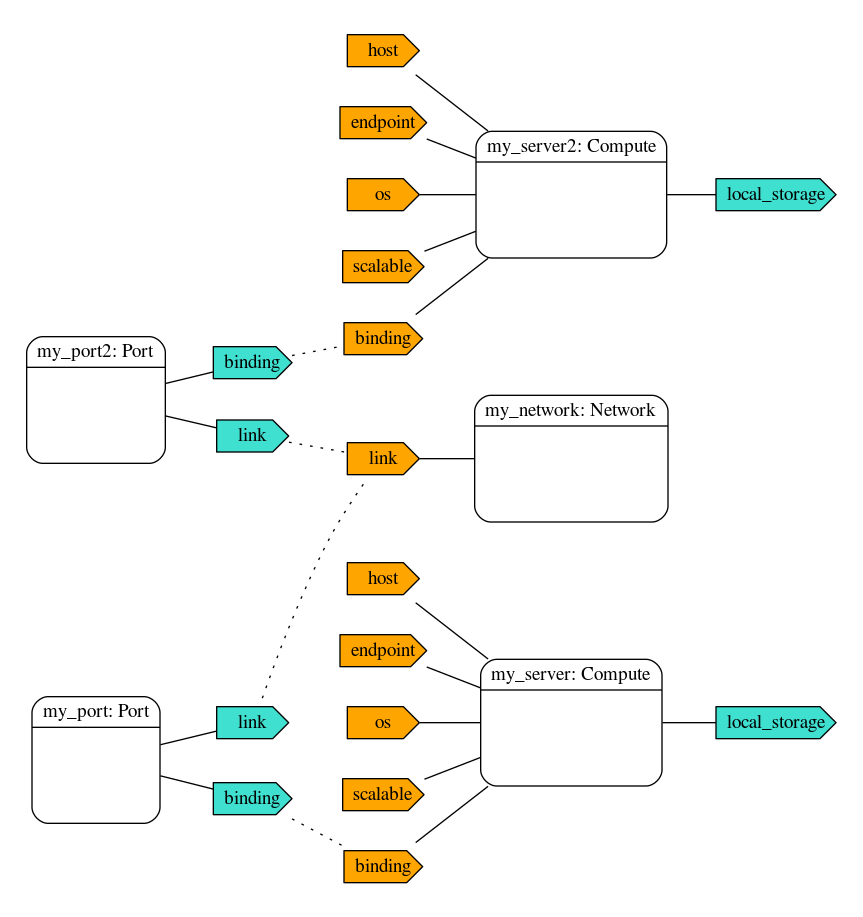 host
endpoint
my_server2: Compute
os
local_storage
scalable
binding
my_port2: Port
binding
link
my_network: Network
link
host
endpoint
my_server: Compute
os
local_storage
my_port: Port
link
scalable
binding
binding